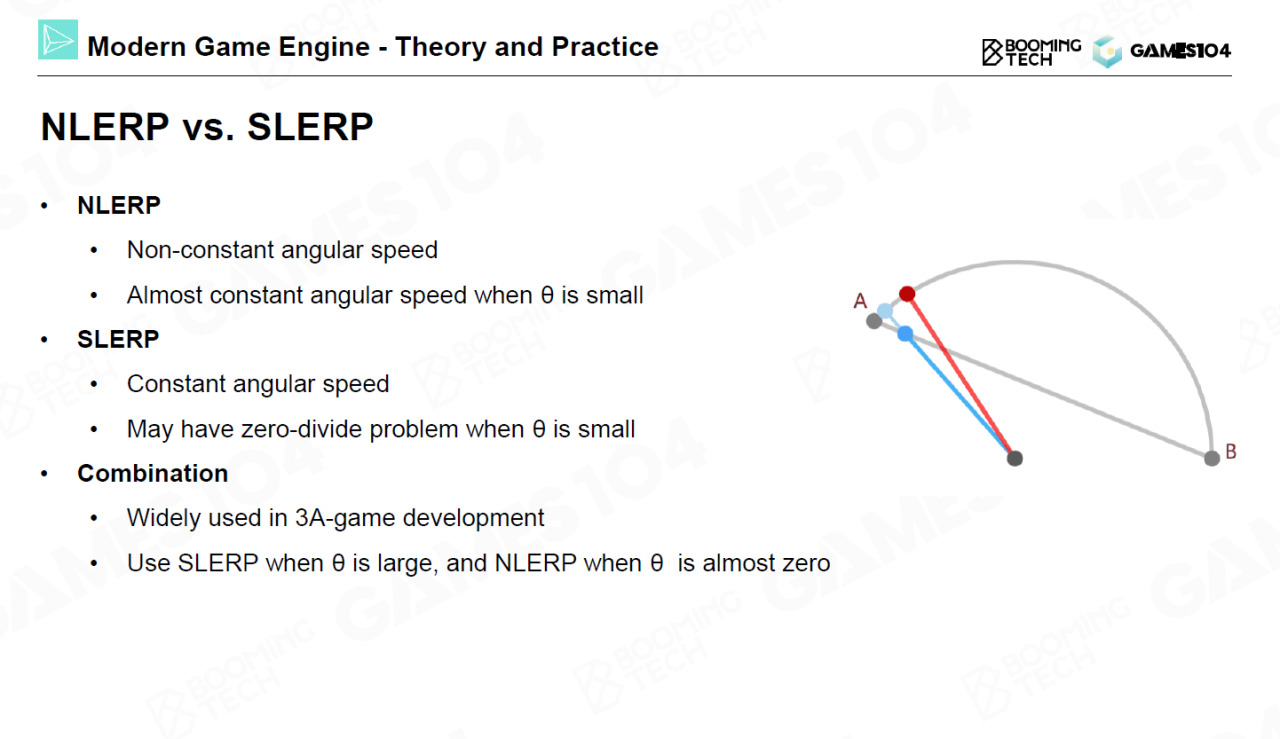 Modern Game Engine - Theory and Practice
BOOMING TECH
GAMES104
NLERP vs. SLERP
• NLERP
• Non-constant angular speed
• Almost constant angular speed when θ is small
• SLERP
• Constant angular speed
• May have zero-divide problem when θ is small
• Combination
• Widely used in 3A-game development
• Use SLERP when θ is large, and NLERP when θ is almost zero
A
B